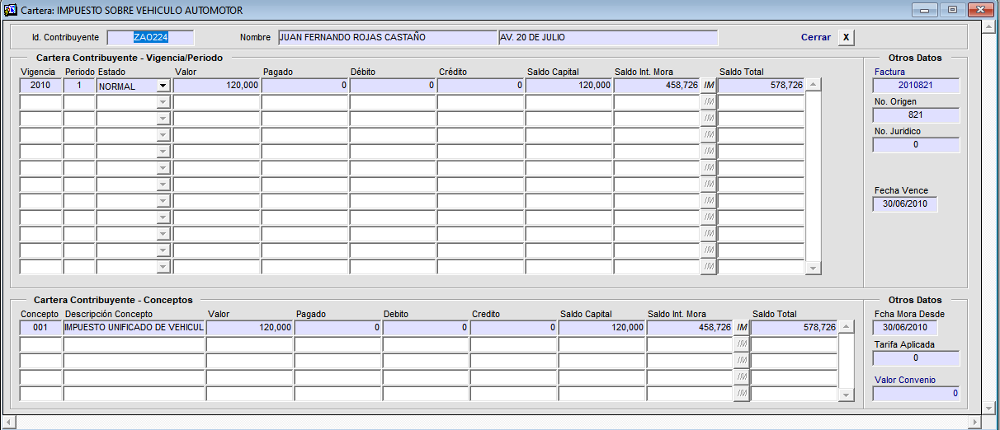 Cartera: IMPUESTO SOBRE VEHICULO AUTOMOTOR
Id. Contribuyente ZAO224 Nombre JUAN FERNANDO ROJAS CASTAÑO AV. 20 DE JULIO Cerrar X
Cartera Contribuyente - Vigencia/Periodo Otros Datos
Vigencia Periodo Estado Valor Pagado Débito Crédito Saldo Capital Saldo Int. Mora Saldo Total Factura
2010 1 NORMAL 120,000 0 0 0 120,000 458,726 IM 578,726 2010821
IM No. Origen
IM 821
IM No. Juridico
IM 0
IM
IM
IM Fecha Vence
IM 30/06/2010
IM
IM
IM
Cartera Contribuyente - Conceptos Otros Datos
Concepto Descripción Concepto Valor Pagado Debito Credito Saldo Capital Saldo Int. Mora Saldo Total Fcha Mora Desde
001 IMPUESTO UNIFICADO DE VEHICUL 120,000 0 0 0 120,000 458,726 IM 578,726 30/06/2010
IM Tarifa Aplicada
IM 0
IM Valor Convenio
IM 0